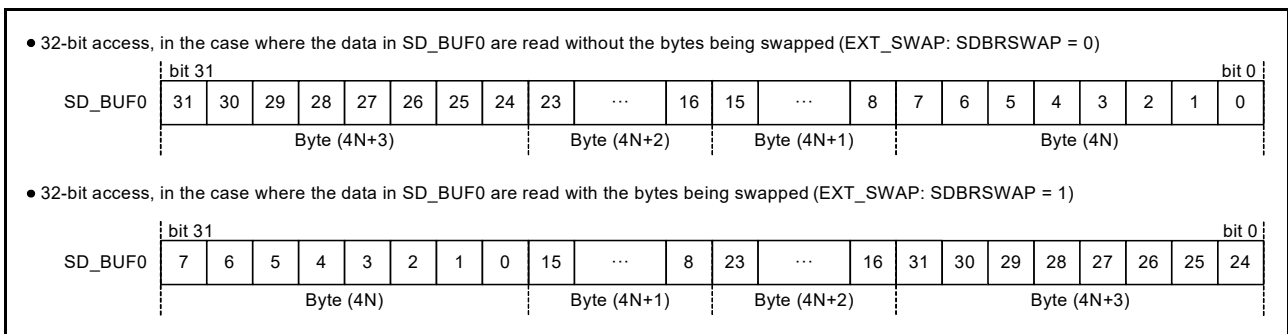 ● 32-bit access, in the case where the data in SD_BUF0 are read without the bytes being swapped (EXT_SWAP: SDBRSWAP = 0)
bit 31 bit 0
SD_BUF0 31 30 29 28 27 26 25 24 23 ··· 16 15 ··· 8 7 6 5 4 3 2 1 0
Byte (4N+3) Byte (4N+2) Byte (4N+1) Byte (4N)
● 32-bit access, in the case where the data in SD_BUF0 are read with the bytes being swapped (EXT_SWAP: SDBRSWAP = 1)
bit 31 bit 0
SD_BUF0 7 6 5 4 3 2 1 0 15 ··· 8 23 ··· 16 31 30 29 28 27 26 25 24
Byte (4N) Byte (4N+1) Byte (4N+2) Byte (4N+3)